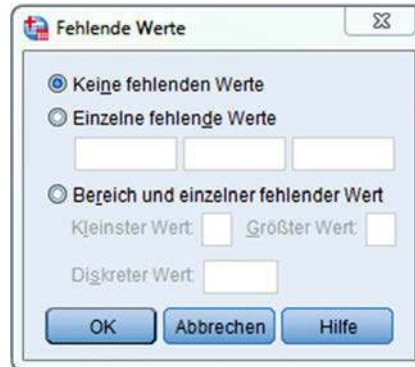 Fehlende Werte
Keine fehlenden Werte
Einzelne fehlende Werte
Bereich und einzelner fehlender Wert
Kleinster Wert: Größter Wert:
Diskreter Wert:
OK Abbrechen Hilfe